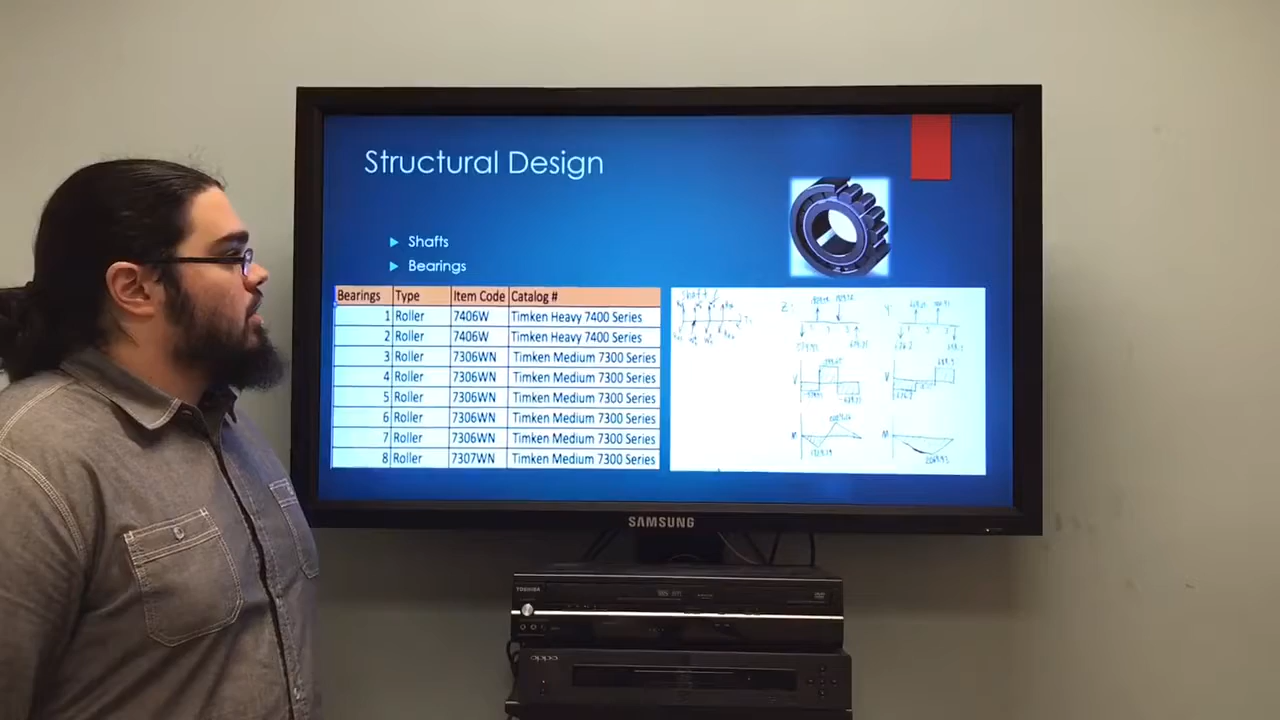 Structural Design
Shafts
Bearings
Bearings Type Item Code Catalog #
1 Roller 7406W Timken Heavy 7400 Series
2 Roller 7406W Timken Heavy 7400 Series
3 Roller 7306WN Timken Medium 7300 Series
4 Roller 7306WN Timken Medium 7300 Series
5 Roller 7306WN Timken Medium 7300 Series
6 Roller 7306WN Timken Medium 7300 Series
7 Roller 7306WN Timken Medium 7300 Series
8 Roller 7307WN Timken Medium 7300 Series
Shaft
Z:
Y
V
V
M
M
SAMSUNG
TOSHIBA
oppo